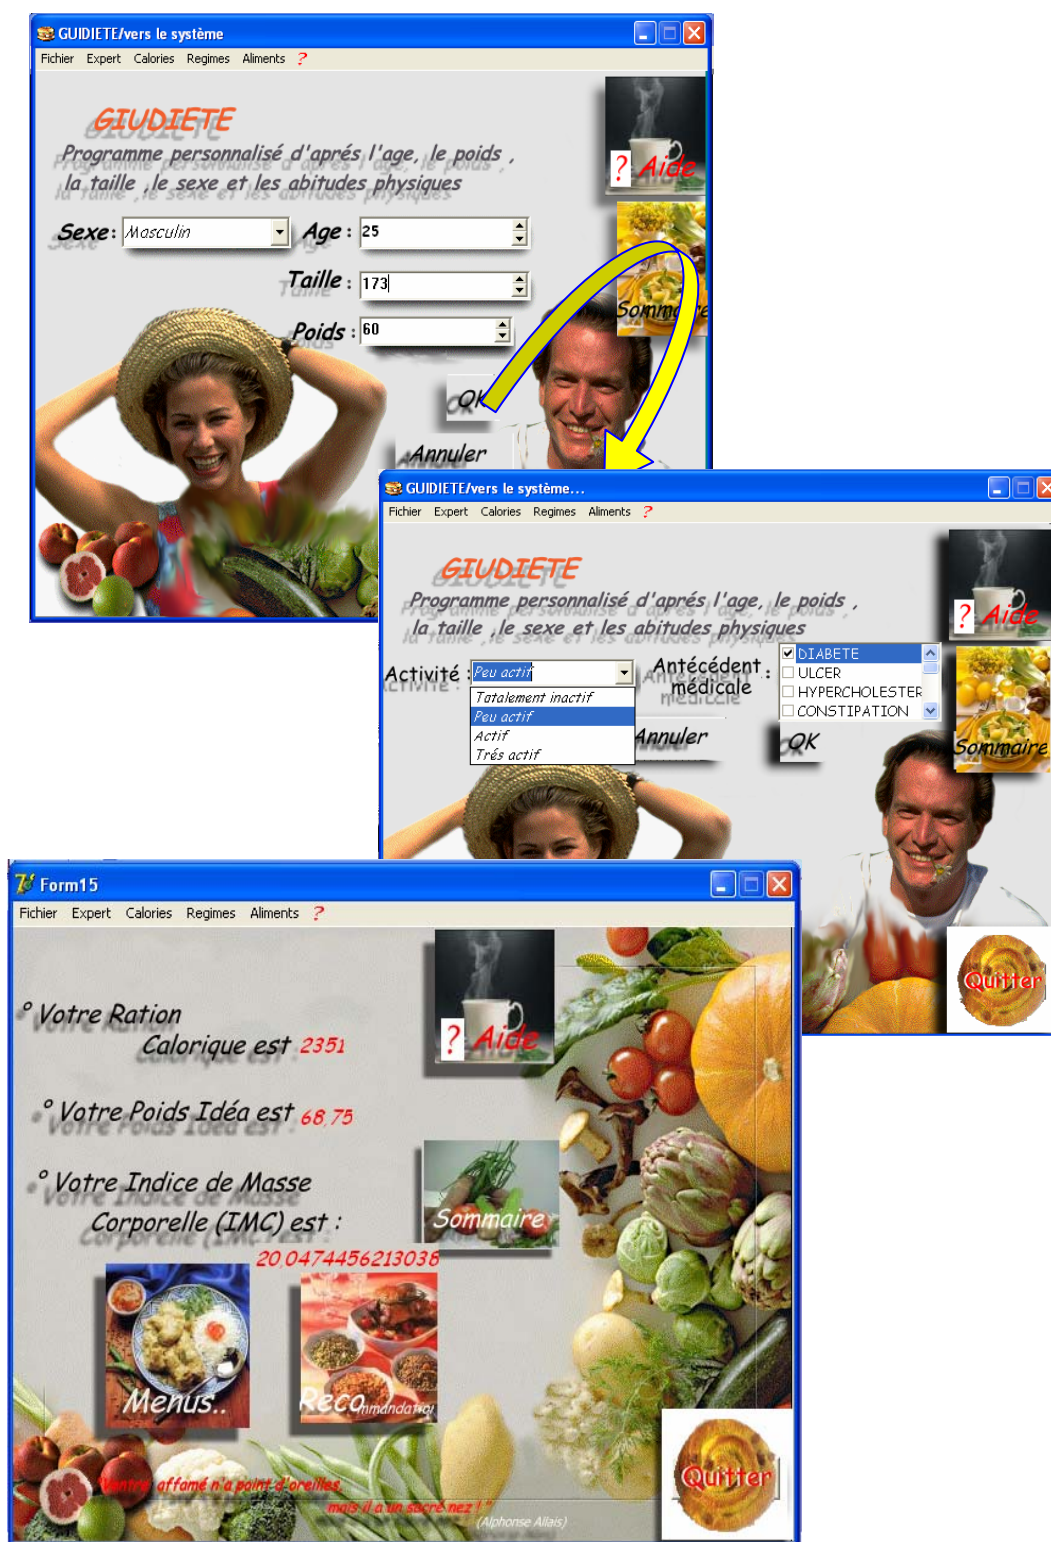 GUIDIETE/vers le système
Fichier Expert Calories Regimes Aliments ?
GIUDIETE
Programme personnalisé d'aprés l'age, le poids ,
la taille ,le sexe et les abitudes physiques
? Aide
Sexe : Masculin Age : 25
Taille : 173
Sommaire
Poids : 60
OK
Annuler
GUIDIETE/vers le système...
Fichier Expert Calories Regimes Aliments ?
GIUDIETE
Programme personnalisé d'aprés l'age, le poids ,
la taille ,le sexe et les abitudes physiques
? Aide
Activité : Peu actif Antécédent médicale :
DIABETE
ULCER
HYPERCHOLESTER
CONSTIPATION
Tatalement inactif
Peu actif
Actif
Trés actif
Annuler OK
Sommaire
Quitter
Form15
Fichier Expert Calories Regimes Aliments ?
° Votre Ration
Calorique est 2351
? Aide
° Votre Poids Idéa est 68,75
° Votre Indice de Masse
Corporelle (IMC) est :
Sommaire
20,0474456213038
Menus..
Recommandatio
Quitter
"Ventre affamé n'a point d'oreilles,
mais il a un sacré nez ! "
(Alphonse Allais)